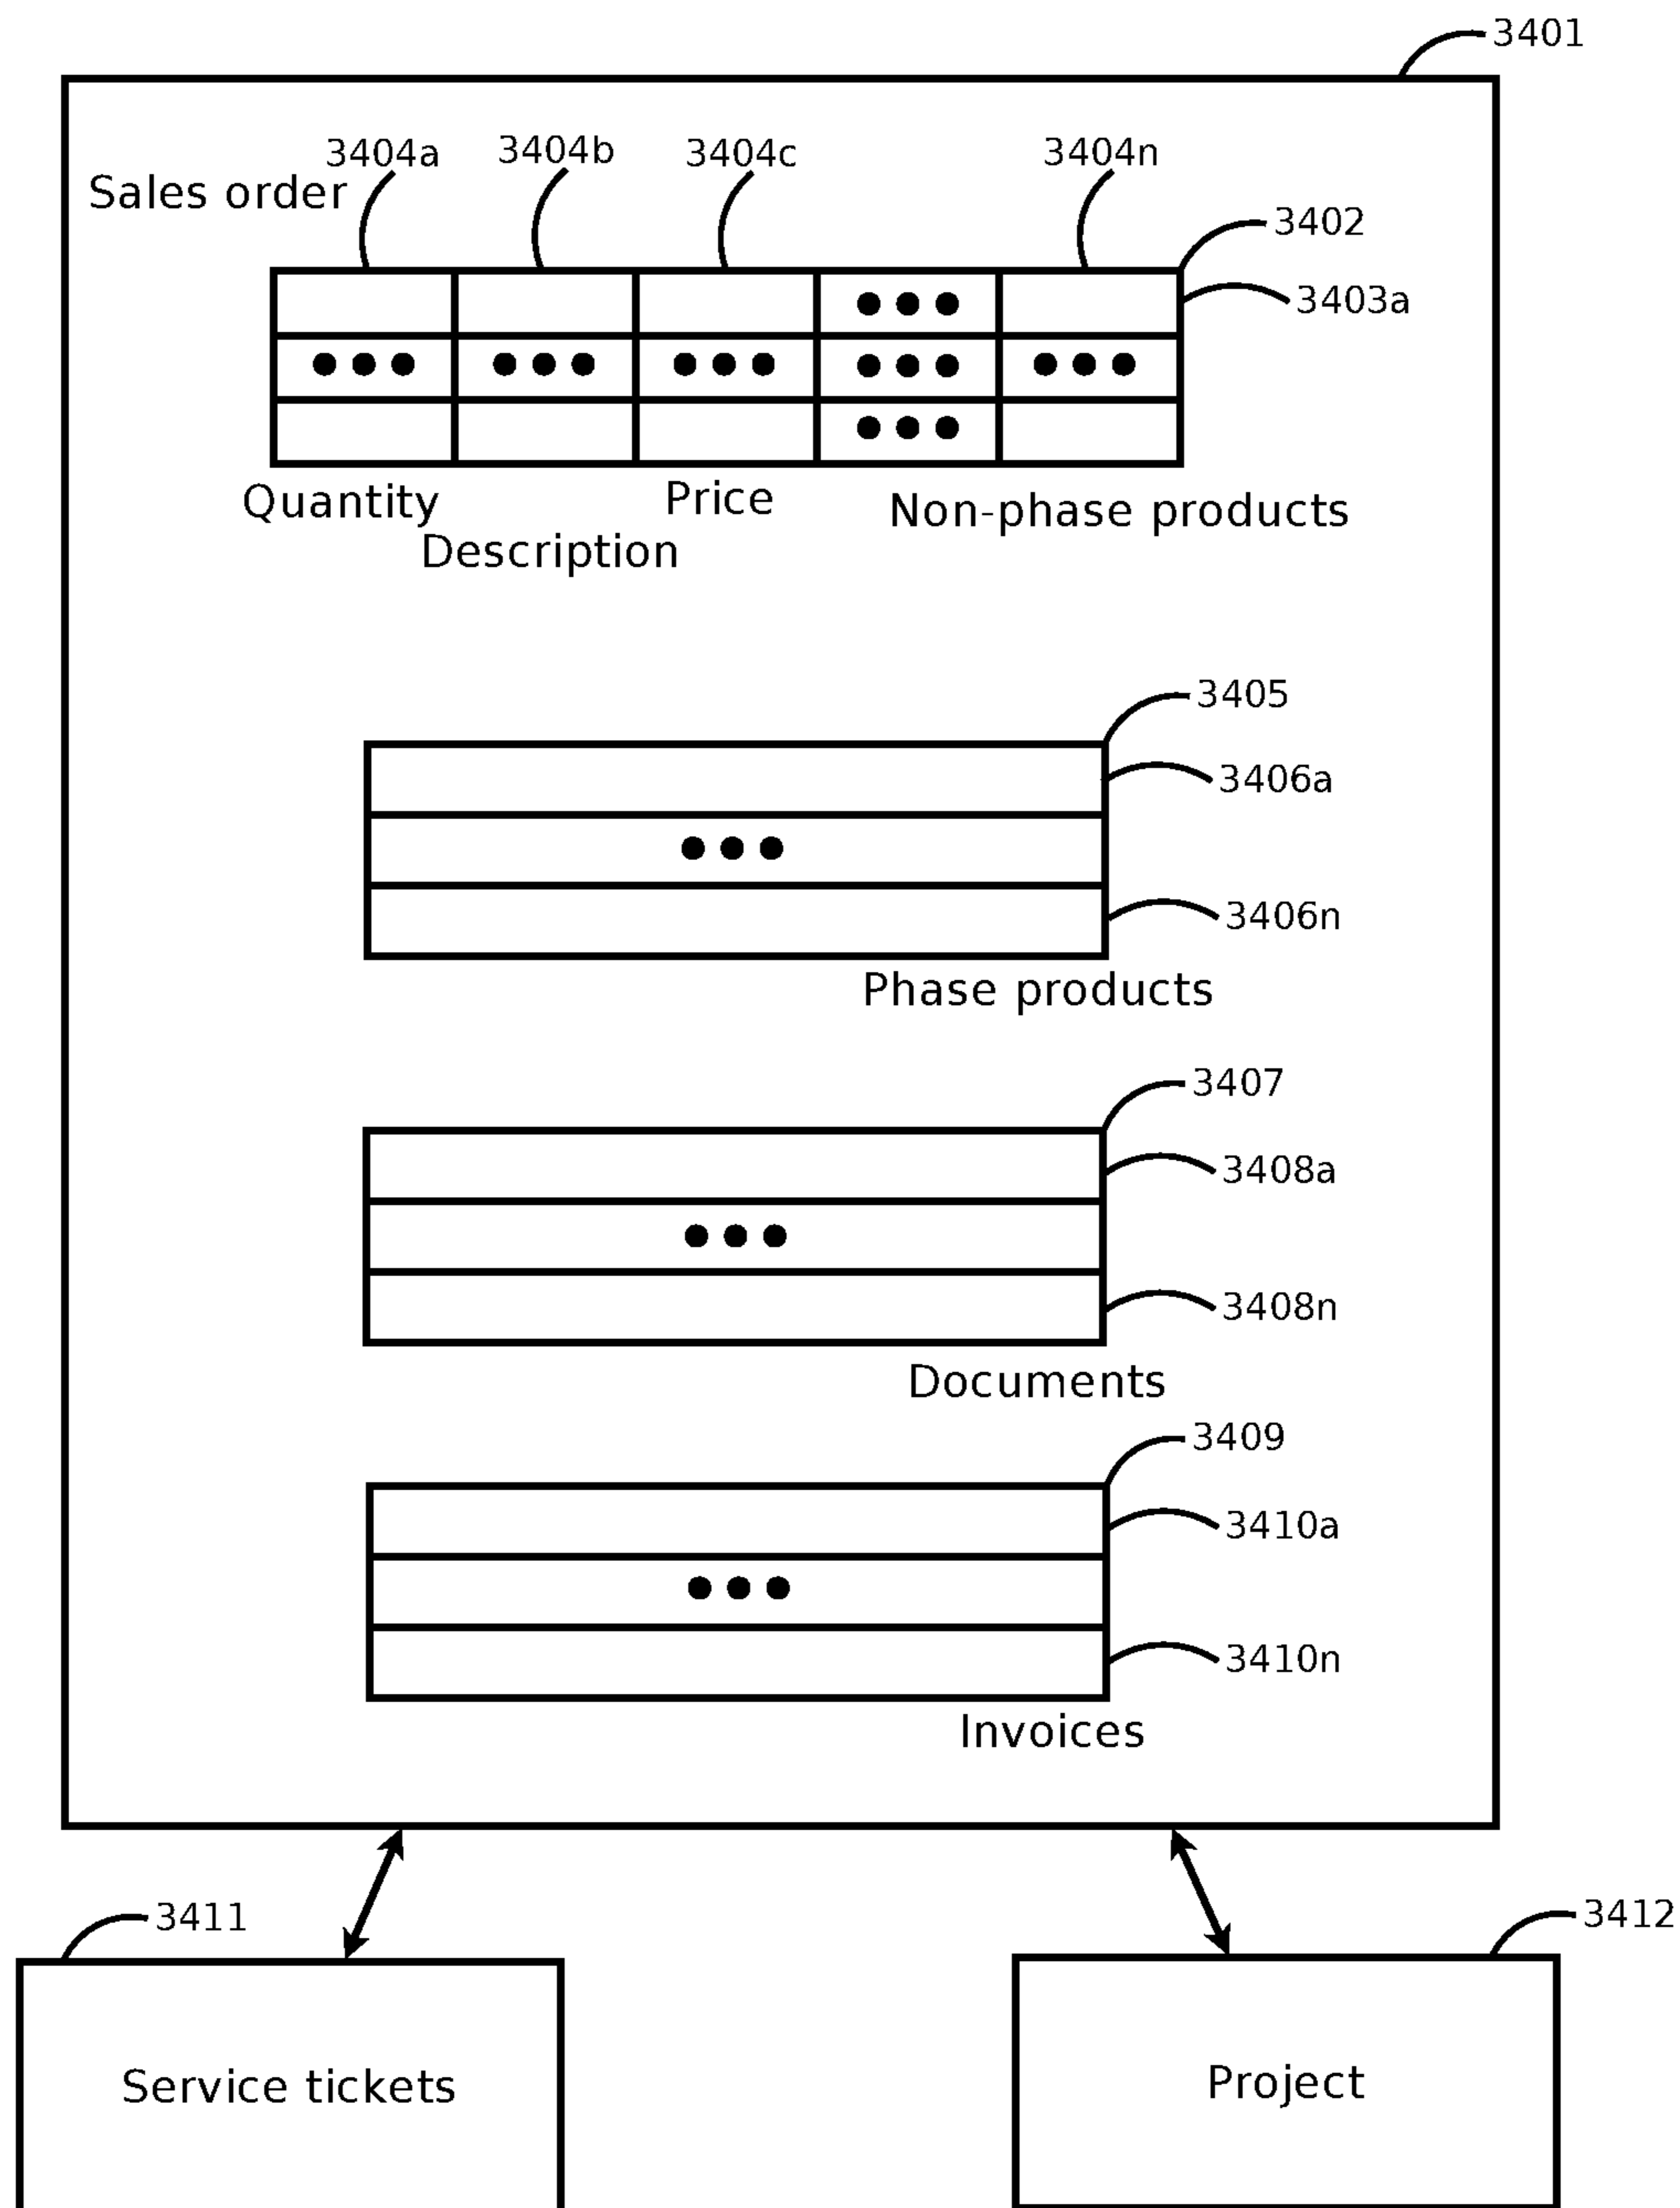 3401
3404a 3404b 3404c 3404n
Sales order
3402
3403a
Quantity
Price
Non-phase products
Description
3405
3406a
3406n
Phase products
3407
3408a
3408n
Documents
3409
3410a
3410n
Invoices
3411
3412
Service tickets
Project